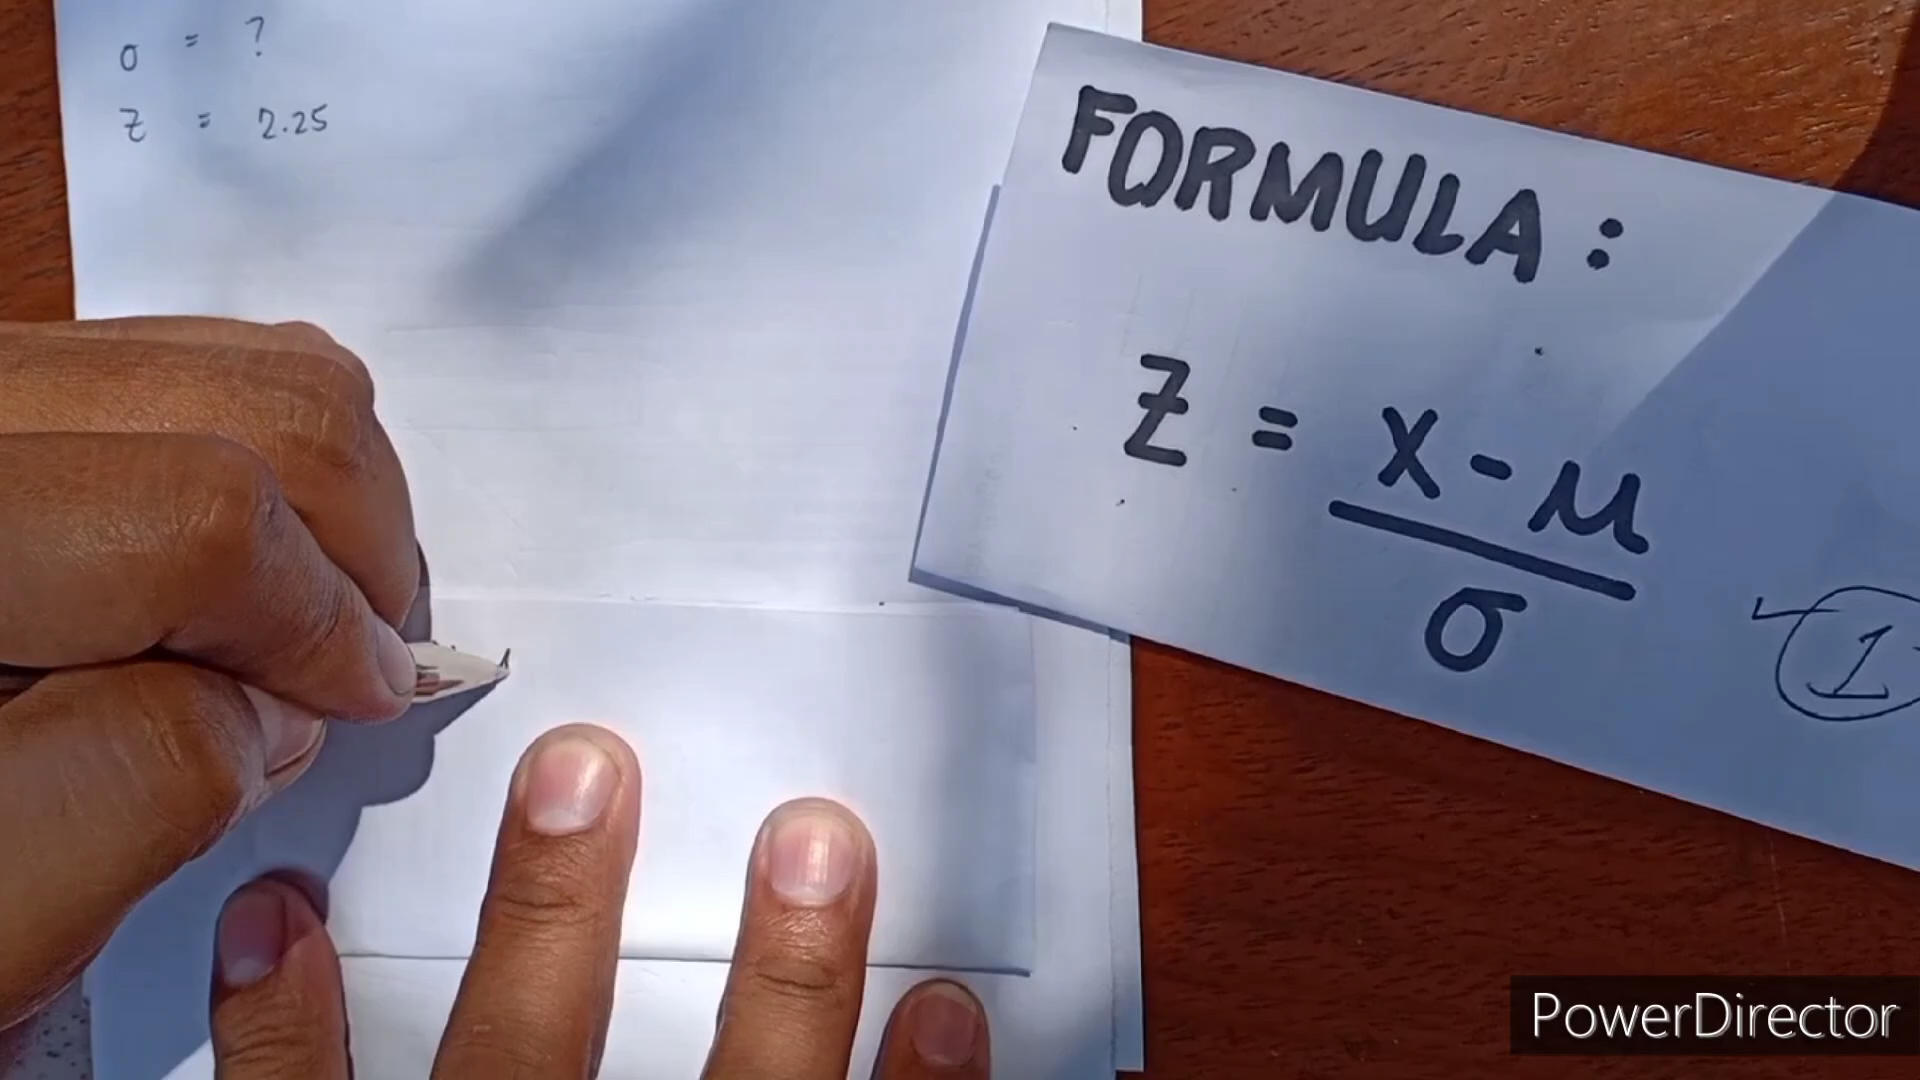 σ = ?
z = 2.25
FORMULA:
Z = X - μ
σ
1
PowerDirector